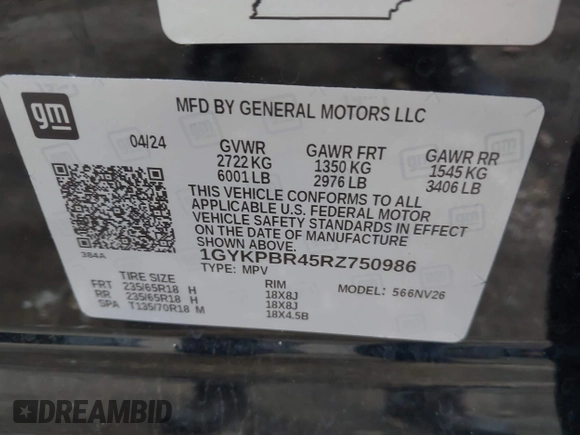 gm
MFD BY GENERAL MOTORS LLC
04/24
GVWR
2722 KG
6001 LB
GAWR FRT
1350 KG
2976 LB
GAWR RR
1545 KG
3406 LB
THIS VEHICLE CONFORMS TO ALL
APPLICABLE U.S. FEDERAL MOTOR
VEHICLE SAFETY STANDARDS IN EFFECT
ON THE DATE OF MANUFACTURE
SHOWN ABOVE.
384A
1GYKPBR45RZ750986
TYPE: MPV
MODEL: 566NV26
TIRE SIZE
RIM
FRT 235/65R18 H 18X8J
RR 235/65R18 H 18X8J
SPA T135/70R18 M 18X4.5B
DREAMBID